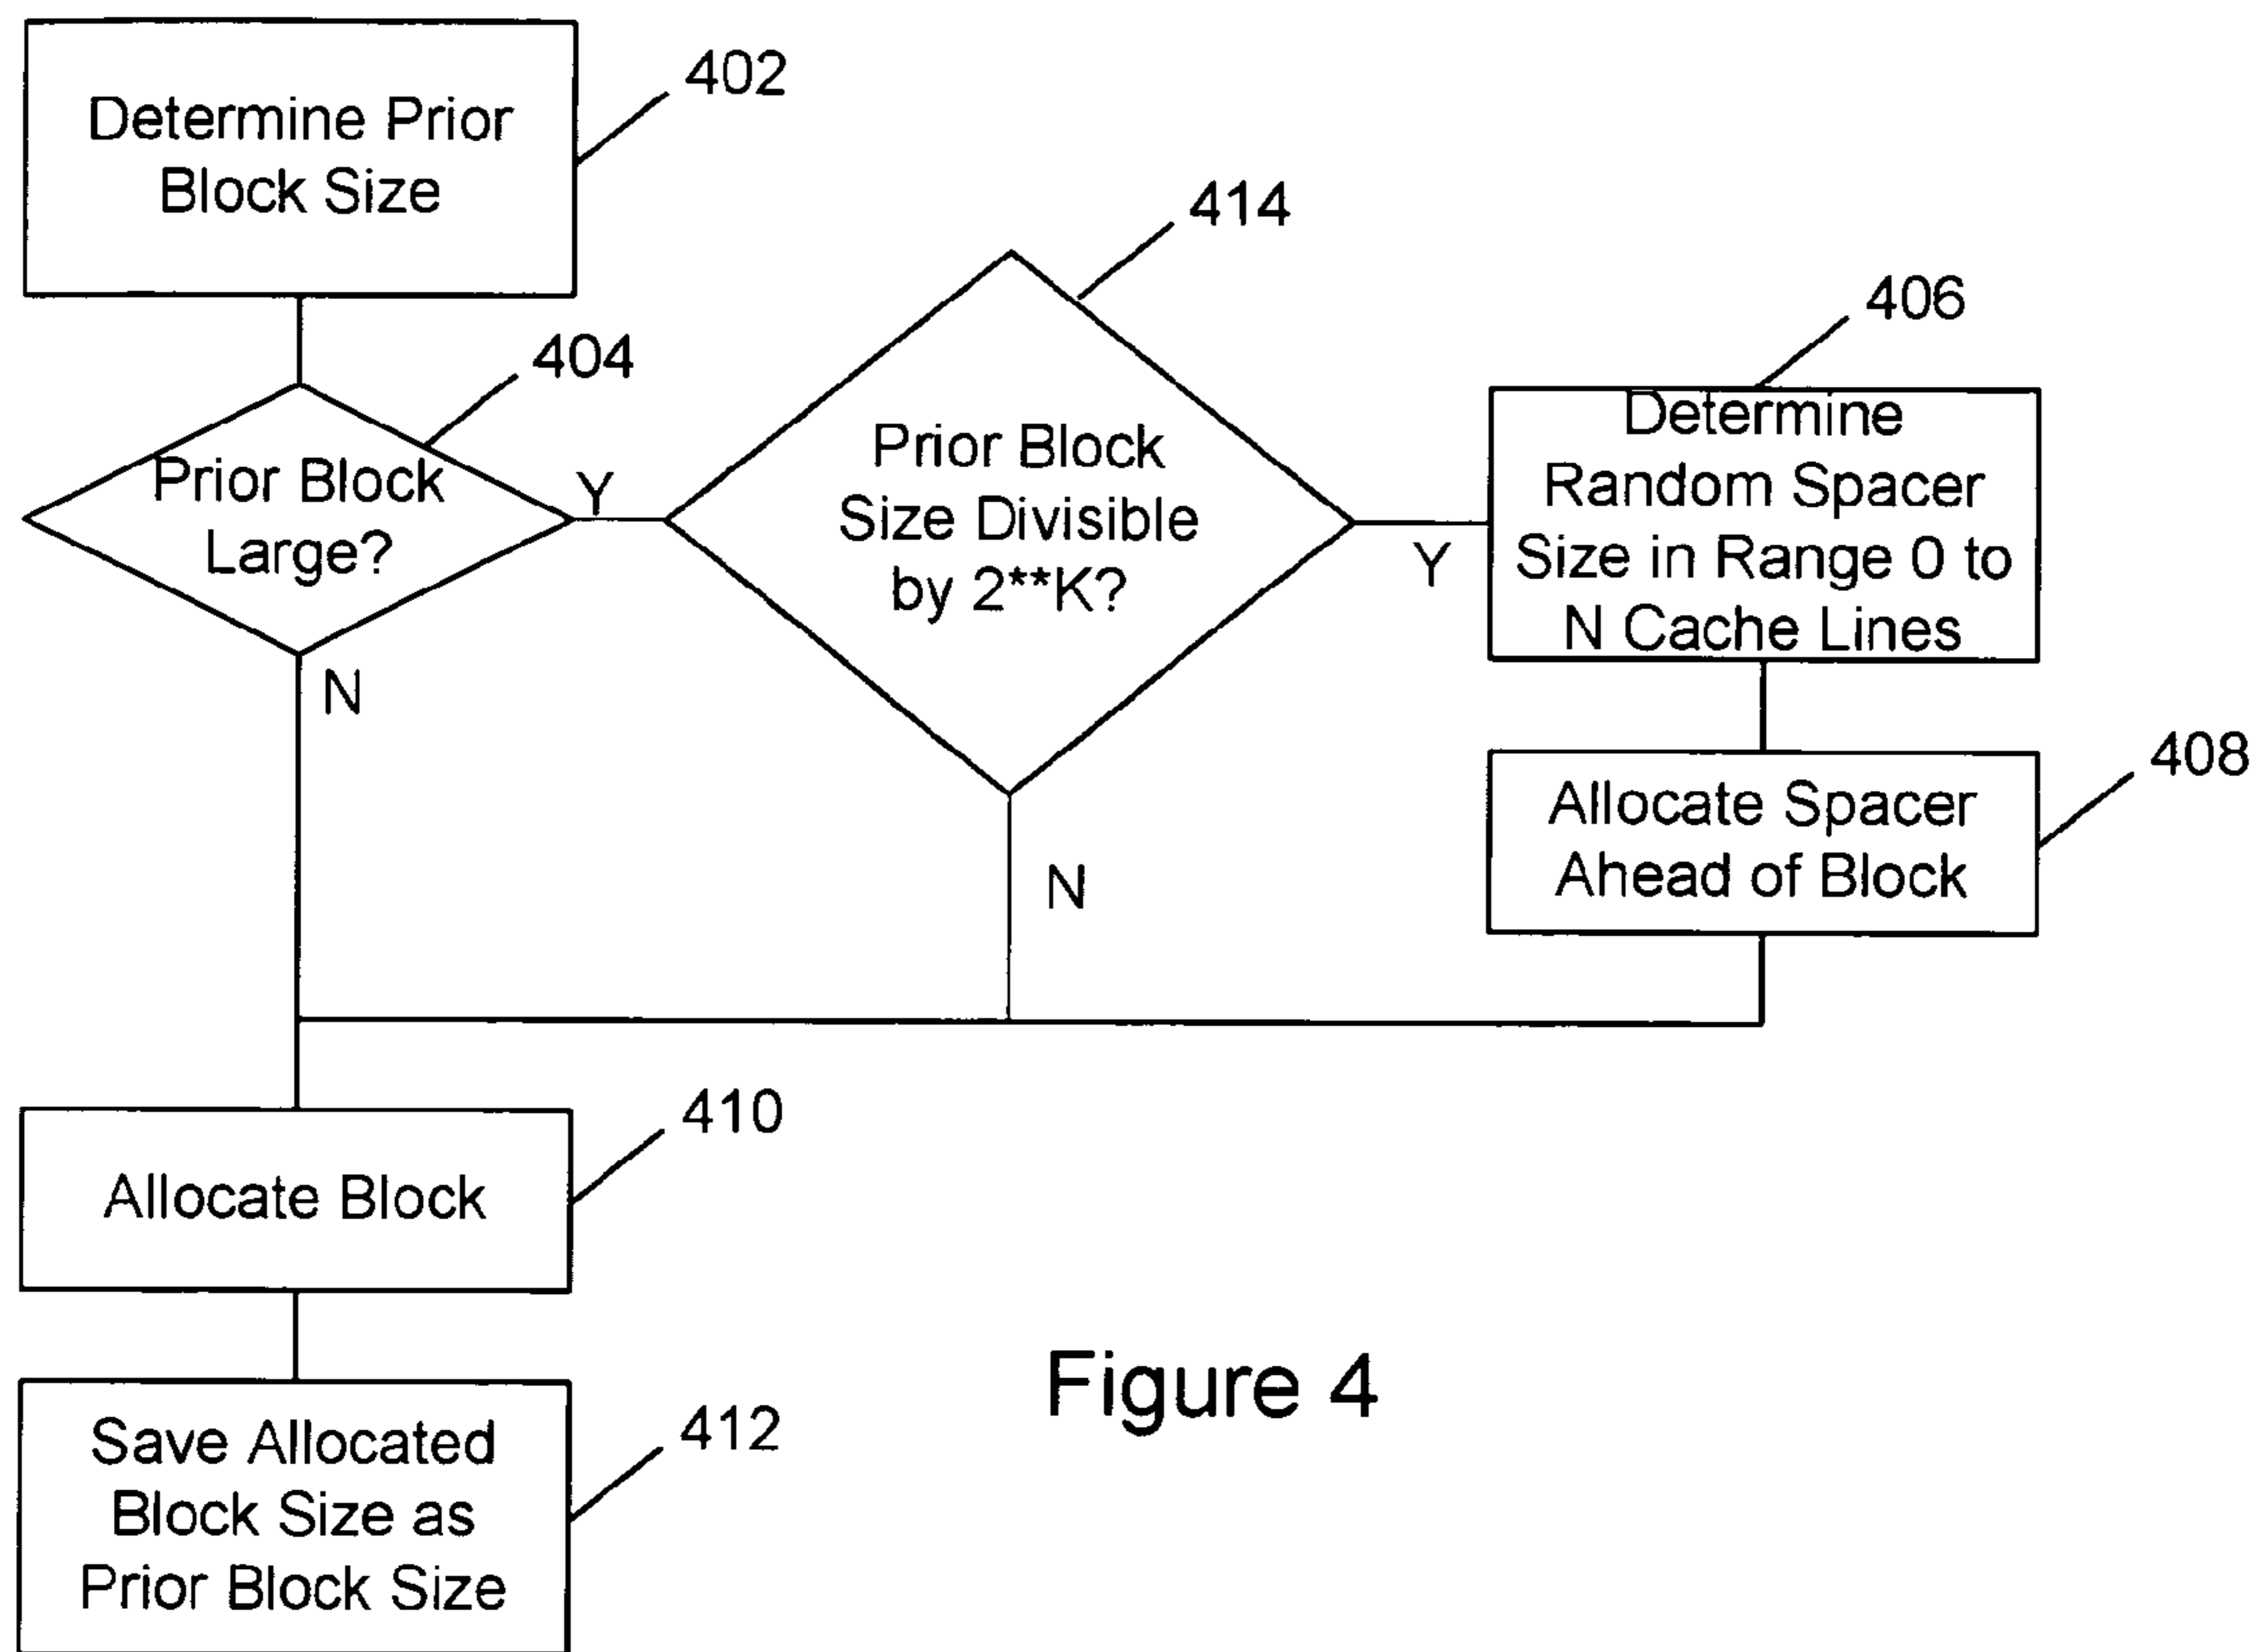 402
Determine Prior
Block Size
414
406
404
Prior Block
Large?
Y
N
Prior Block
Size Divisible
by 2**K?
Y
N
Determine
Random Spacer
Size in Range 0 to
N Cache Lines
408
Allocate Spacer
Ahead of Block
410
Allocate Block
412
Save Allocated
Block Size as
Prior Block Size
Figure 4